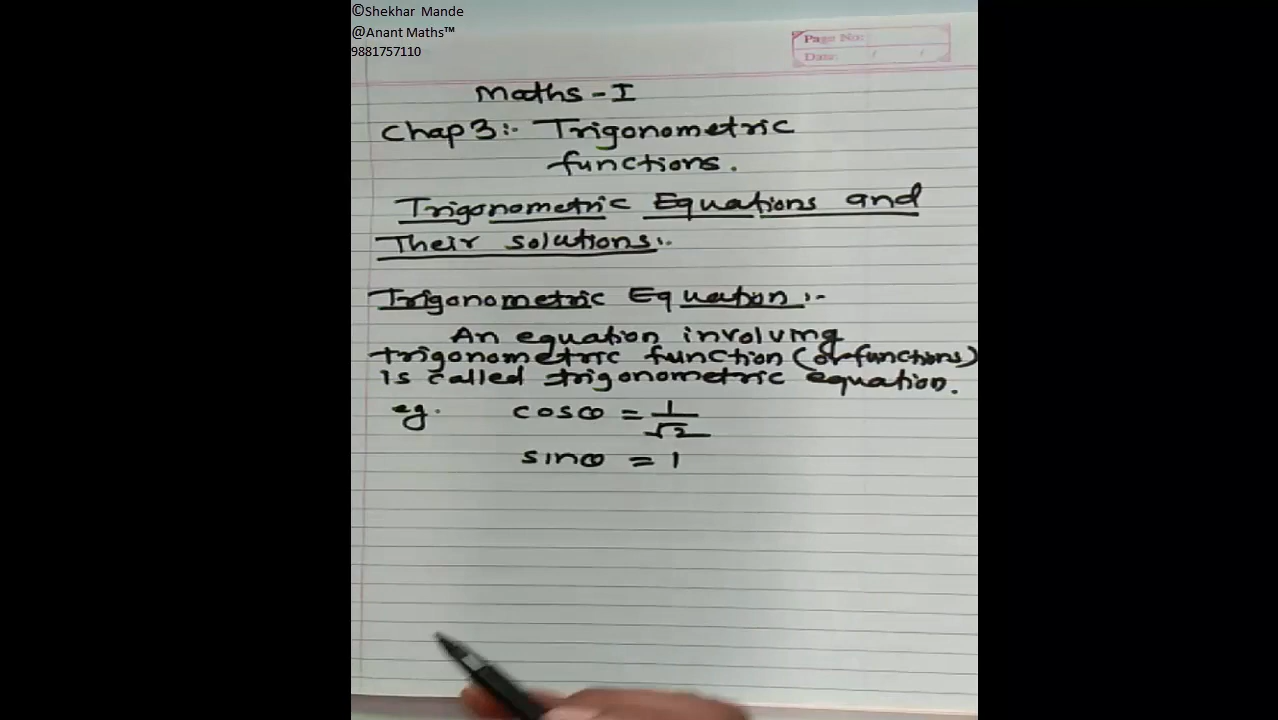 ©Shekhar Mande
@Anant Maths™
9881757110
Page No:
Date: / /
Maths - I
Chap 3:- Trigonometric
functions.
Trigonometric Equations and
Their solutions:-
Trigonometric Equation :-
An equation involving
trigonometric function (or functions)
is called trigonometric equation.
eg. cosθ = 1/√2
sinθ = 1